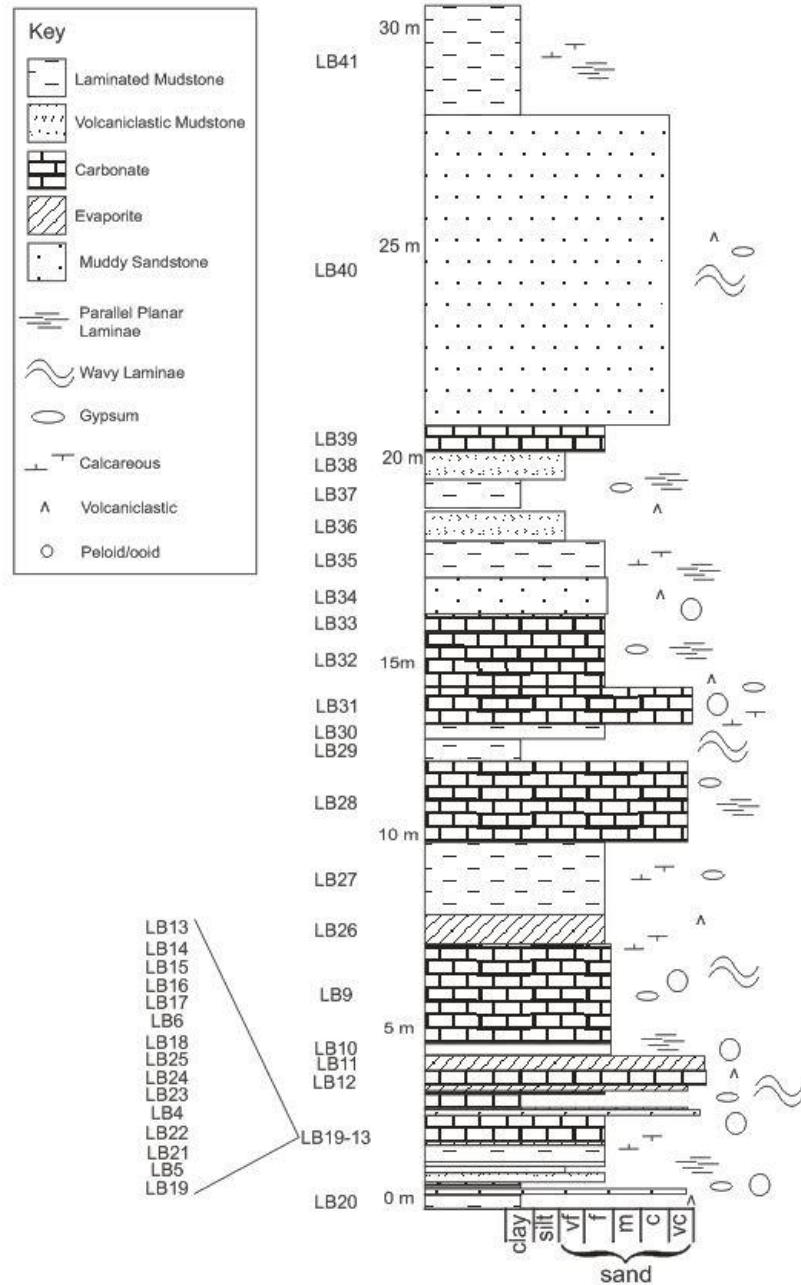 Key
Laminated Mudstone
Volcaniclastic Mudstone
Carbonate
Evaporite
Muddy Sandstone
Parallel Planar
Laminae
Wavy Laminae
Gypsum
Calcareous
Volcaniclastic
Peloid/ooid
30 m
LB41
25 m
LB40
LB39
20 m
LB38
LB37
LB36
LB35
LB34
LB33
LB32
15m
LB31
LB30
LB29
LB28
10 m
LB27
LB26
LB9
5 m
LB10
LB11
LB12
LB19-13
0 m
LB20
LB13
LB14
LB15
LB16
LB17
LB6
LB18
LB25
LB24
LB23
LB4
LB22
LB21
LB5
LB19
clay
silt
vf
f
m
c
vc
sand